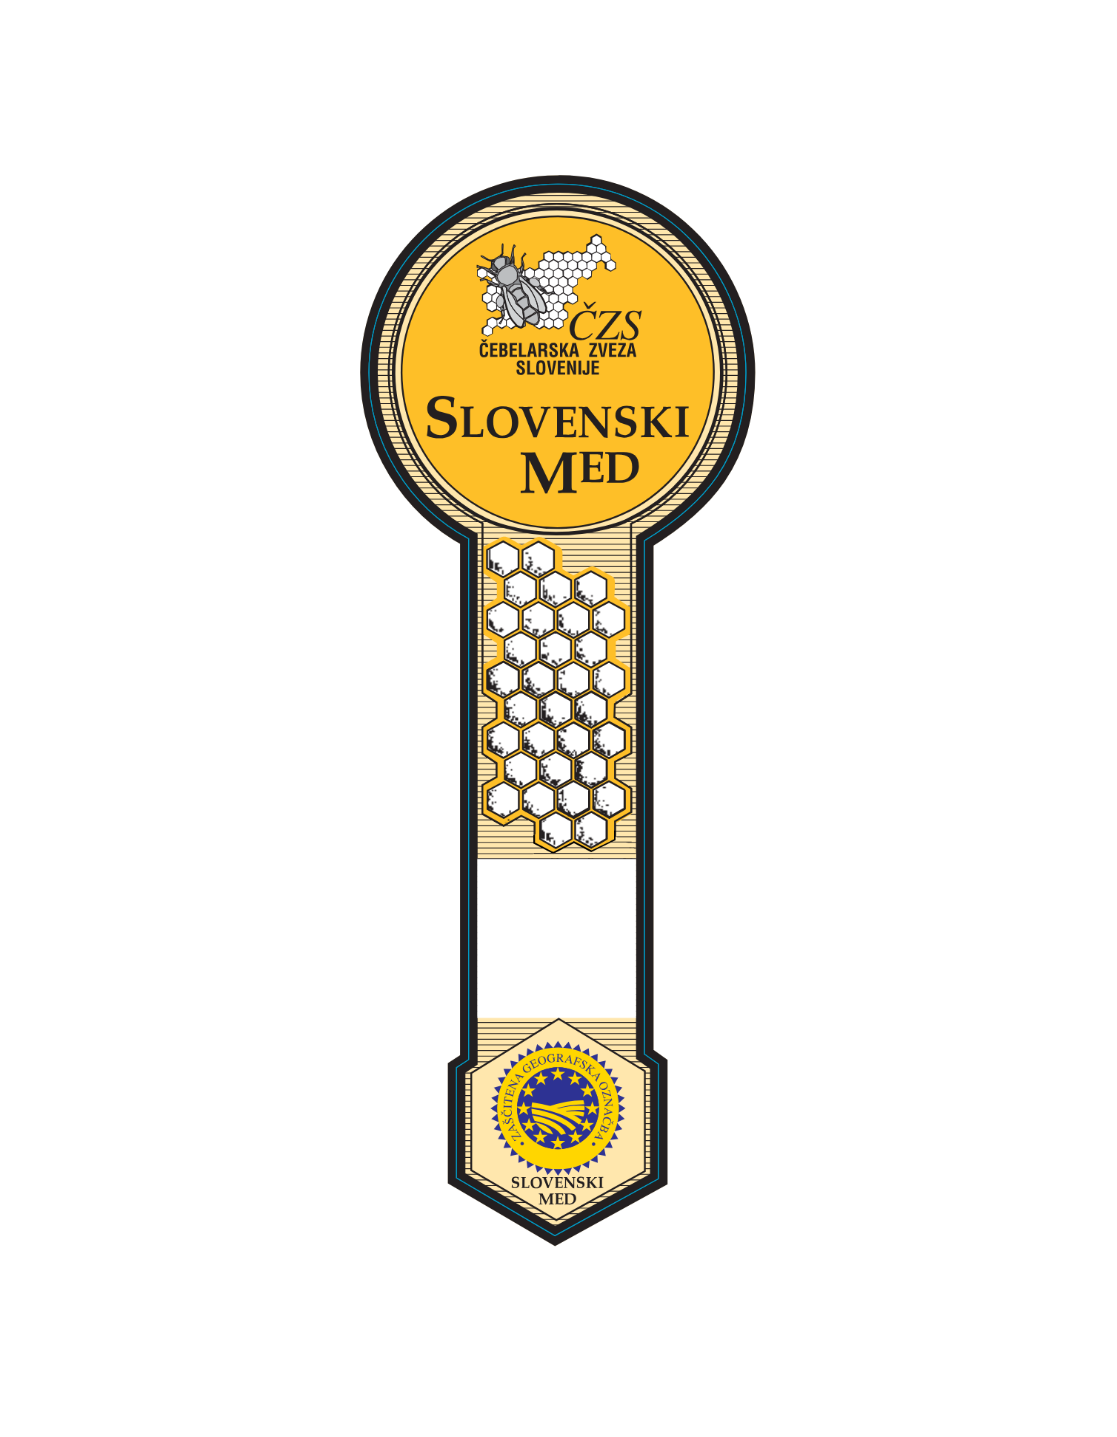 ČZS
ČEBELARSKA ZVEZA
SLOVENIJE
SLOVENSKI
MED
• ZAŠČITENA GEOGRAFSKA OZNAČBA •
SLOVENSKI
MED